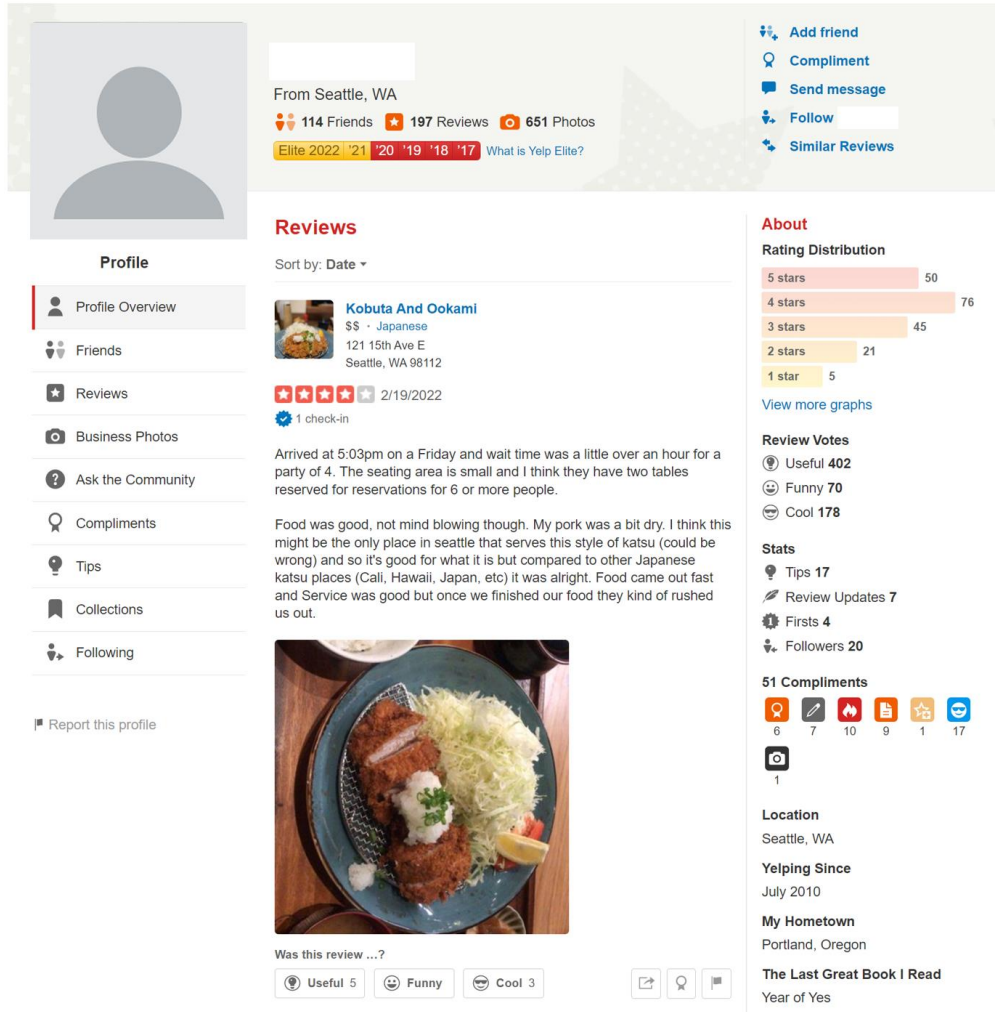 From Seattle, WA
114 Friends 197 Reviews 651 Photos
Elite 2022 '21 '20 '19 '18 '17 What is Yelp Elite?
Add friend
Compliment
Send message
Follow
Similar Reviews
Profile
Profile Overview
Friends
Reviews
Business Photos
Ask the Community
Compliments
Tips
Collections
Following
Report this profile
Reviews
Sort by: Date
Kobuta And Ookami
$$ · Japanese
121 15th Ave E
Seattle, WA 98112
2/19/2022
1 check-in
Arrived at 5:03pm on a Friday and wait time was a little over an hour for a
party of 4. The seating area is small and I think they have two tables
reserved for reservations for 6 or more people.
Food was good, not mind blowing though. My pork was a bit dry. I think this
might be the only place in seattle that serves this style of katsu (could be
wrong) and so it's good for what it is but compared to other Japanese
katsu places (Cali, Hawaii, Japan, etc) it was alright. Food came out fast
and Service was good but once we finished our food they kind of rushed
us out.
Was this review ...?
Useful 5 Funny Cool 3
About
Rating Distribution
5 stars 50
4 stars 76
3 stars 45
2 stars 21
1 star 5
View more graphs
Review Votes
Useful 402
Funny 70
Cool 178
Stats
Tips 17
Review Updates 7
Firsts 4
Followers 20
51 Compliments
6 7 10 9 1 17
1
Location
Seattle, WA
Yelping Since
July 2010
My Hometown
Portland, Oregon
The Last Great Book I Read
Year of Yes